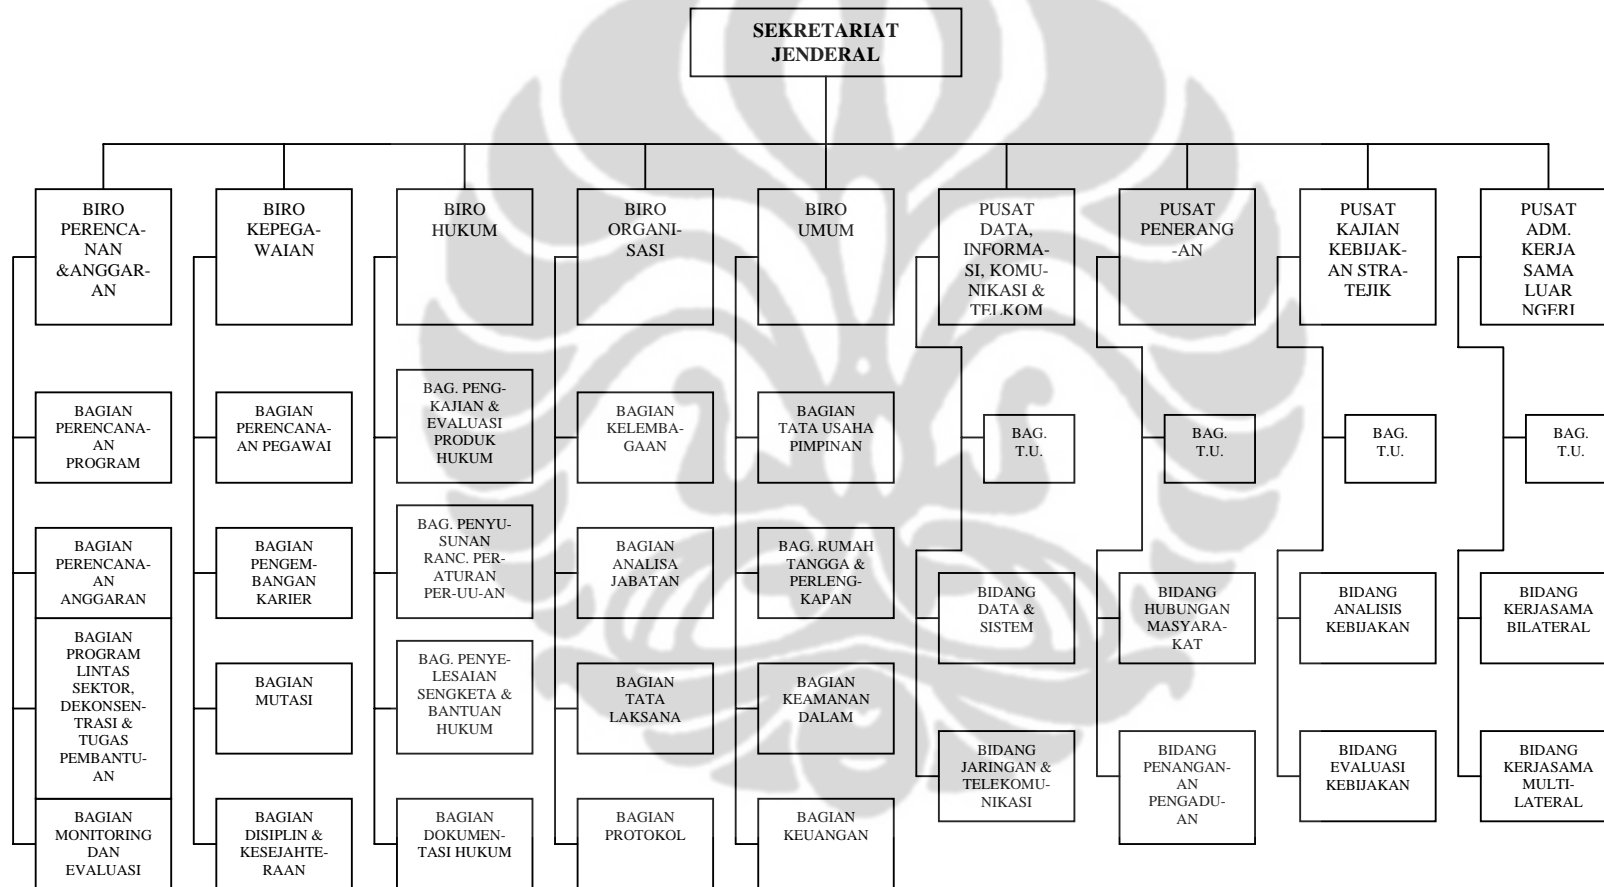 SEKRETARIAT
JENDERAL
BIRO
PERENCA-
NAN
&ANGGAR-
AN
BIRO
KEPEGA-
WAIAN
BIRO
HUKUM
BIRO
ORGANI-
SASI
BIRO
UMUM
PUSAT
DATA,
INFORMA-
SI, KOMU-
NIKASI &
TELKOM
PUSAT
PENERANG
-AN
PUSAT
KAJIAN
KEBIJAK-
AN STRA-
TEJIK
PUSAT
ADM.
KERJA
SAMA
LUAR
NGERI
BAGIAN
PERENCANA-
AN
PROGRAM
BAGIAN
PERENCANA-
AN PEGAWAI
BAG. PENG-
KAJIAN &
EVALUASI
PRODUK
HUKUM
BAGIAN
KELEMBA-
GAAN
BAGIAN
TATA USAHA
PIMPINAN
BAG.
T.U.
BAG.
T.U.
BAG.
T.U.
BAG.
T.U.
BAGIAN
PERENCANA-
AN
ANGGARAN
BAGIAN
PENGEM-
BANGAN
KARIER
BAG. PENYU-
SUNAN
RANC. PER-
ATURAN
PER-UU-AN
BAGIAN
ANALISA
JABATAN
BAG. RUMAH
TANGGA &
PERLENG-
KAPAN
BIDANG
DATA &
SISTEM
BIDANG
HUBUNGAN
MASYARA-
KAT
BIDANG
ANALISIS
KEBIJAKAN
BIDANG
KERJASAMA
BILATERAL
BAGIAN
PROGRAM
LINTAS
SEKTOR,
DEKONSEN-
TRASI &
TUGAS
PEMBANTU-
AN
BAGIAN
MUTASI
BAG. PENYE-
LESAIAN
SENGKETA &
BANTUAN
HUKUM
BAGIAN
TATA
LAKSANA
BAGIAN
KEAMANAN
DALAM
BIDANG
JARINGAN &
TELEKOMU-
NIKASI
BIDANG
PENANGAN-
AN
PENGADU-
AN
BIDANG
EVALUASI
KEBIJAKAN
BIDANG
KERJASAMA
MULTI-
LATERAL
BAGIAN
MONITORING
DAN
EVALUASI
BAGIAN
DISIPLIN &
KESEJAHTE-
RAAN
BAGIAN
DOKUMEN-
TASI HUKUM
BAGIAN
PROTOKOL
BAGIAN
KEUANGAN